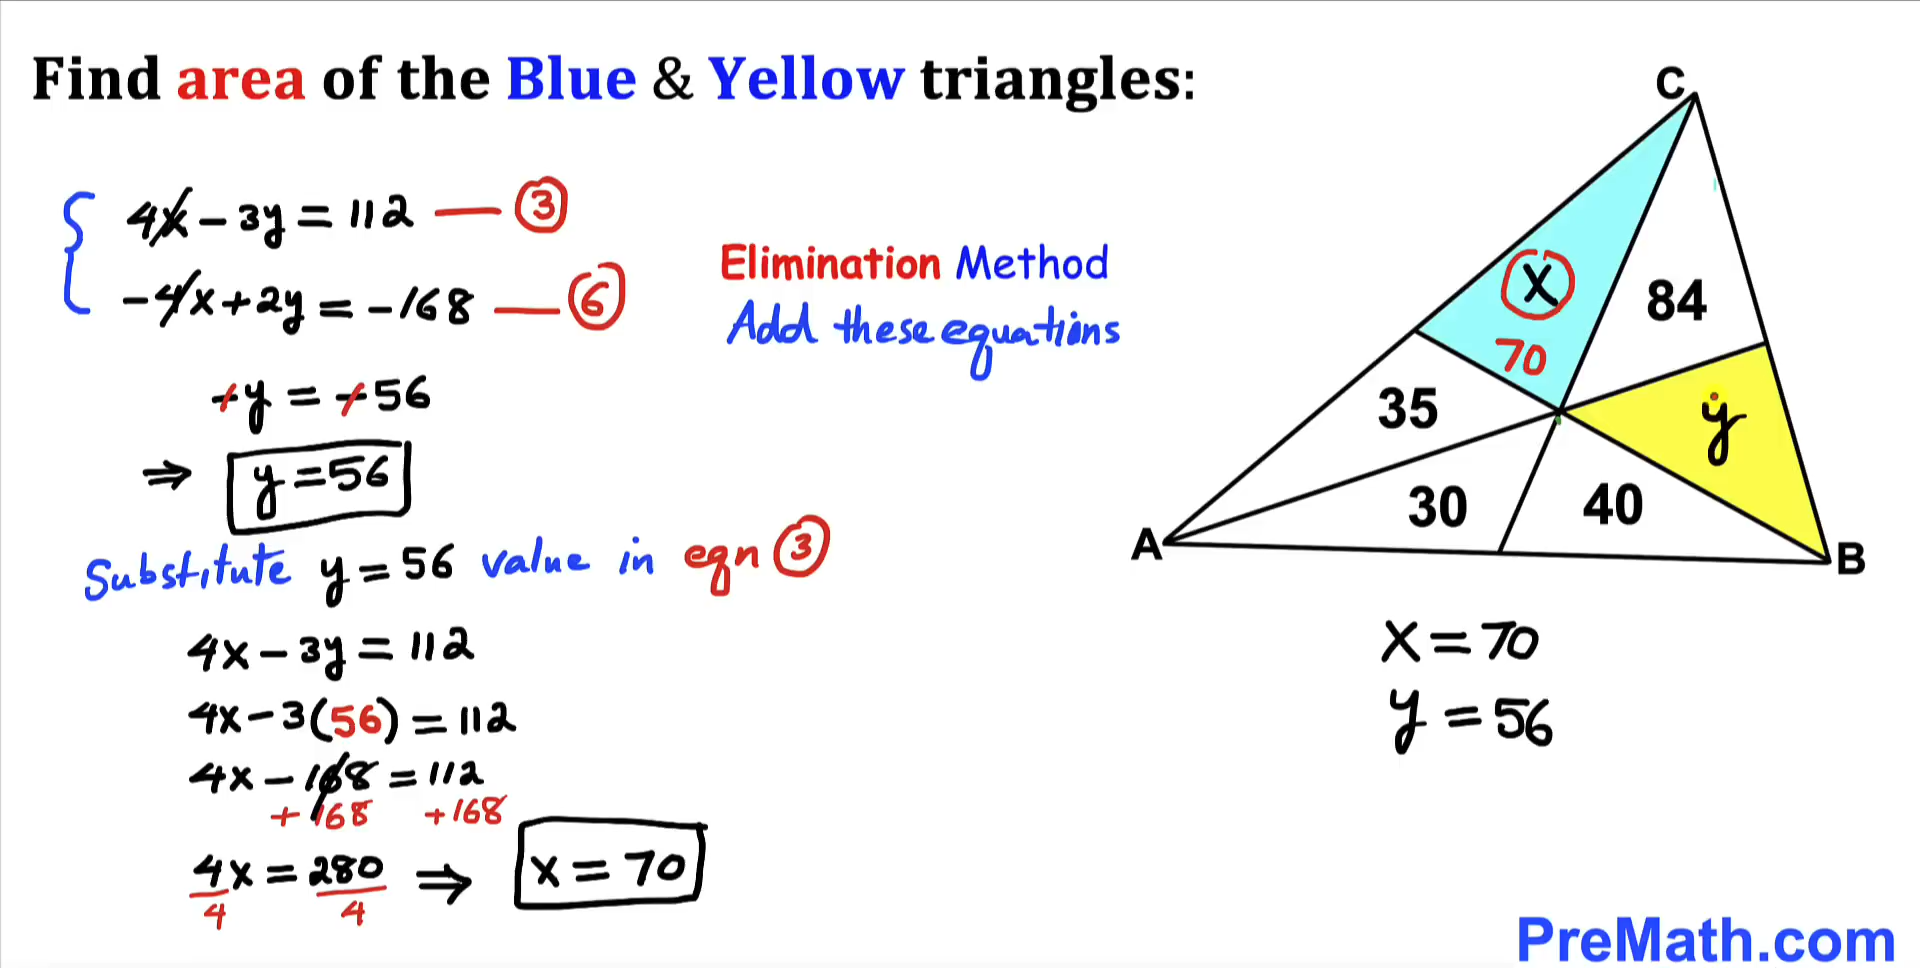 Find area of the Blue & Yellow triangles:
4x - 3y = 112 — 3
-4x + 2y = -168 — 6
Elimination Method
Add these equations
-y = -56
⇒ y = 56
Substitute y = 56 value in eqn 3
4x - 3y = 112
4x - 3(56) = 112
4x - 168 = 112
+ 168 + 168
4x = 280 ⇒ x = 70
4 4
C
x
84
70
35
y
30
40
A
B
x = 70
y = 56
PreMath.com